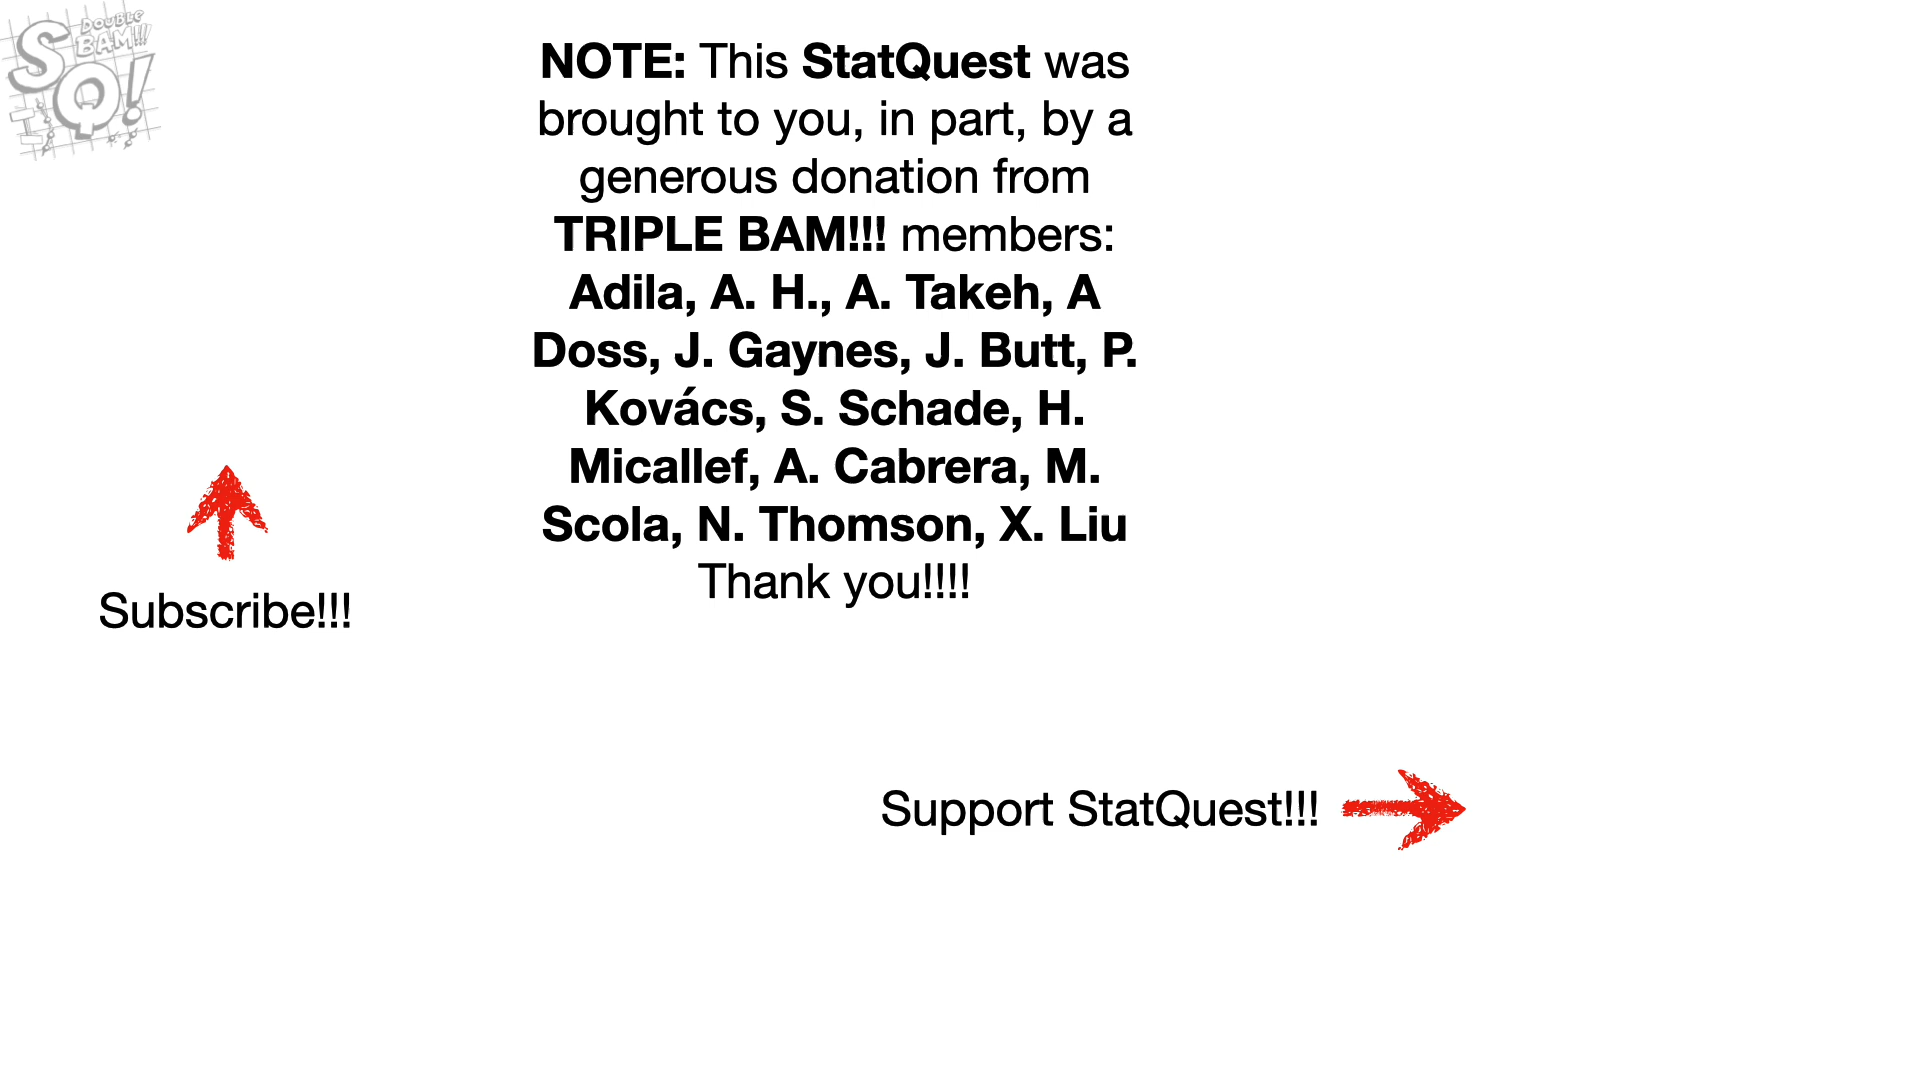 DOUBLE
BAM!!!
SQ!
NOTE: This StatQuest was
brought to you, in part, by a
generous donation from
TRIPLE BAM!!! members:
Adila, A. H., A. Takeh, A
Doss, J. Gaynes, J. Butt, P.
Kovács, S. Schade, H.
Micallef, A. Cabrera, M.
Scola, N. Thomson, X. Liu
Thank you!!!!
Subscribe!!!
Support StatQuest!!!